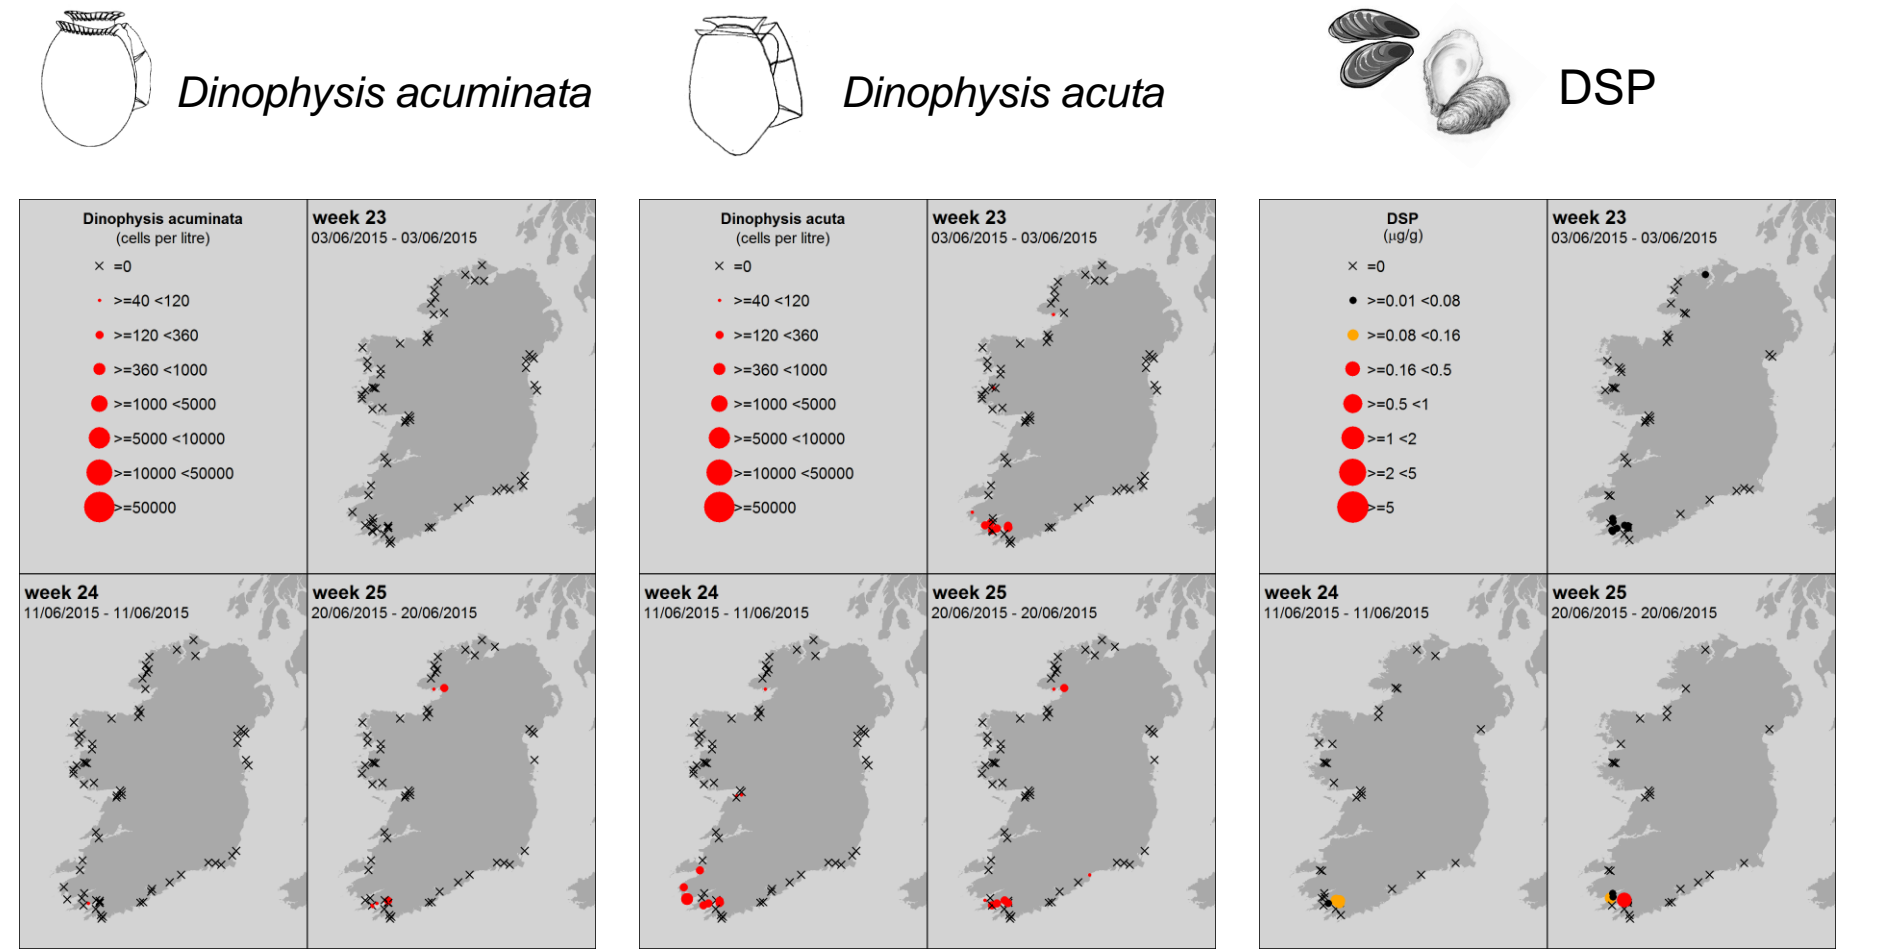 Dinophysis acuminata
Dinophysis acuta
DSP
Dinophysis acuminata
(cells per litre)
=0
>=40 <120
>=120 <360
>=360 <1000
>=1000 <5000
>=5000 <10000
>=10000 <50000
>=50000
week 23
03/06/2015 - 03/06/2015
week 24
11/06/2015 - 11/06/2015
week 25
20/06/2015 - 20/06/2015
Dinophysis acuta
(cells per litre)
=0
>=40 <120
>=120 <360
>=360 <1000
>=1000 <5000
>=5000 <10000
>=10000 <50000
>=50000
week 23
03/06/2015 - 03/06/2015
week 24
11/06/2015 - 11/06/2015
week 25
20/06/2015 - 20/06/2015
DSP
(μg/g)
=0
>=0.01 <0.08
>=0.08 <0.16
>=0.16 <0.5
>=0.5 <1
>=1 <2
>=2 <5
>=5
week 23
03/06/2015 - 03/06/2015
week 24
11/06/2015 - 11/06/2015
week 25
20/06/2015 - 20/06/2015